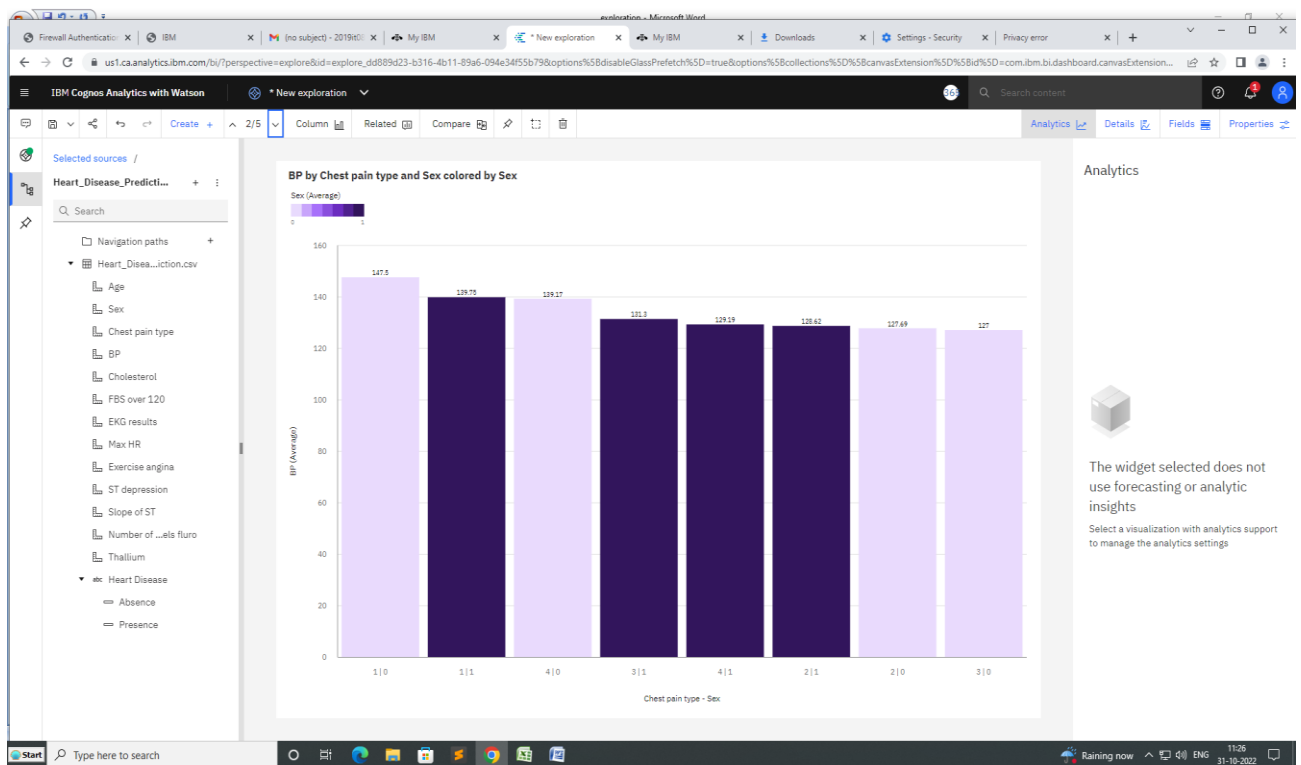 exploration - Microsoft Word
Firewall Authentication
IBM
(no subject) - 2019it0
My IBM
* New exploration
My IBM
Downloads
Settings - Security
Privacy error
us1.ca.analytics.ibm.com/bi/?perspective=explore&id=explore_dd889d23-b316-4b11-89a6-094e34f55b79&options%5BdisableGlassPrefetch%5D=true&options%5Bcollections%5D%5BcanvasExtension%5D%5Bid%5D=com.ibm.bi.dashboard.canvasExtension...
IBM Cognos Analytics with Watson
* New exploration
Search content
1
Create +
2/5
Column
Related
Compare
Analytics
Details
Fields
Properties
Selected sources /
Heart_Disease_Predicti...
Search
Navigation paths
Heart_Disea...iction.csv
Age
Sex
Chest pain type
BP
Cholesterol
FBS over 120
EKG results
Max HR
Exercise angina
ST depression
Slope of ST
Number of ...els fluro
Thallium
abc Heart Disease
Absence
Presence
BP by Chest pain type and Sex colored by Sex
Sex (Average)
0 1
BP (Average)
160
140
120
100
80
60
40
20
0
147.5 139.75 139.17 131.3 129.19 128.62 127.69 127
1|0 1|1 4|0 3|1 4|1 2|1 2|0 3|0
Chest pain type - Sex
Analytics
The widget selected does not
use forecasting or analytic
insights
Select a visualization with analytics support
to manage the analytics settings
Start
Type here to search
Raining now
ENG
11:26
31-10-2022